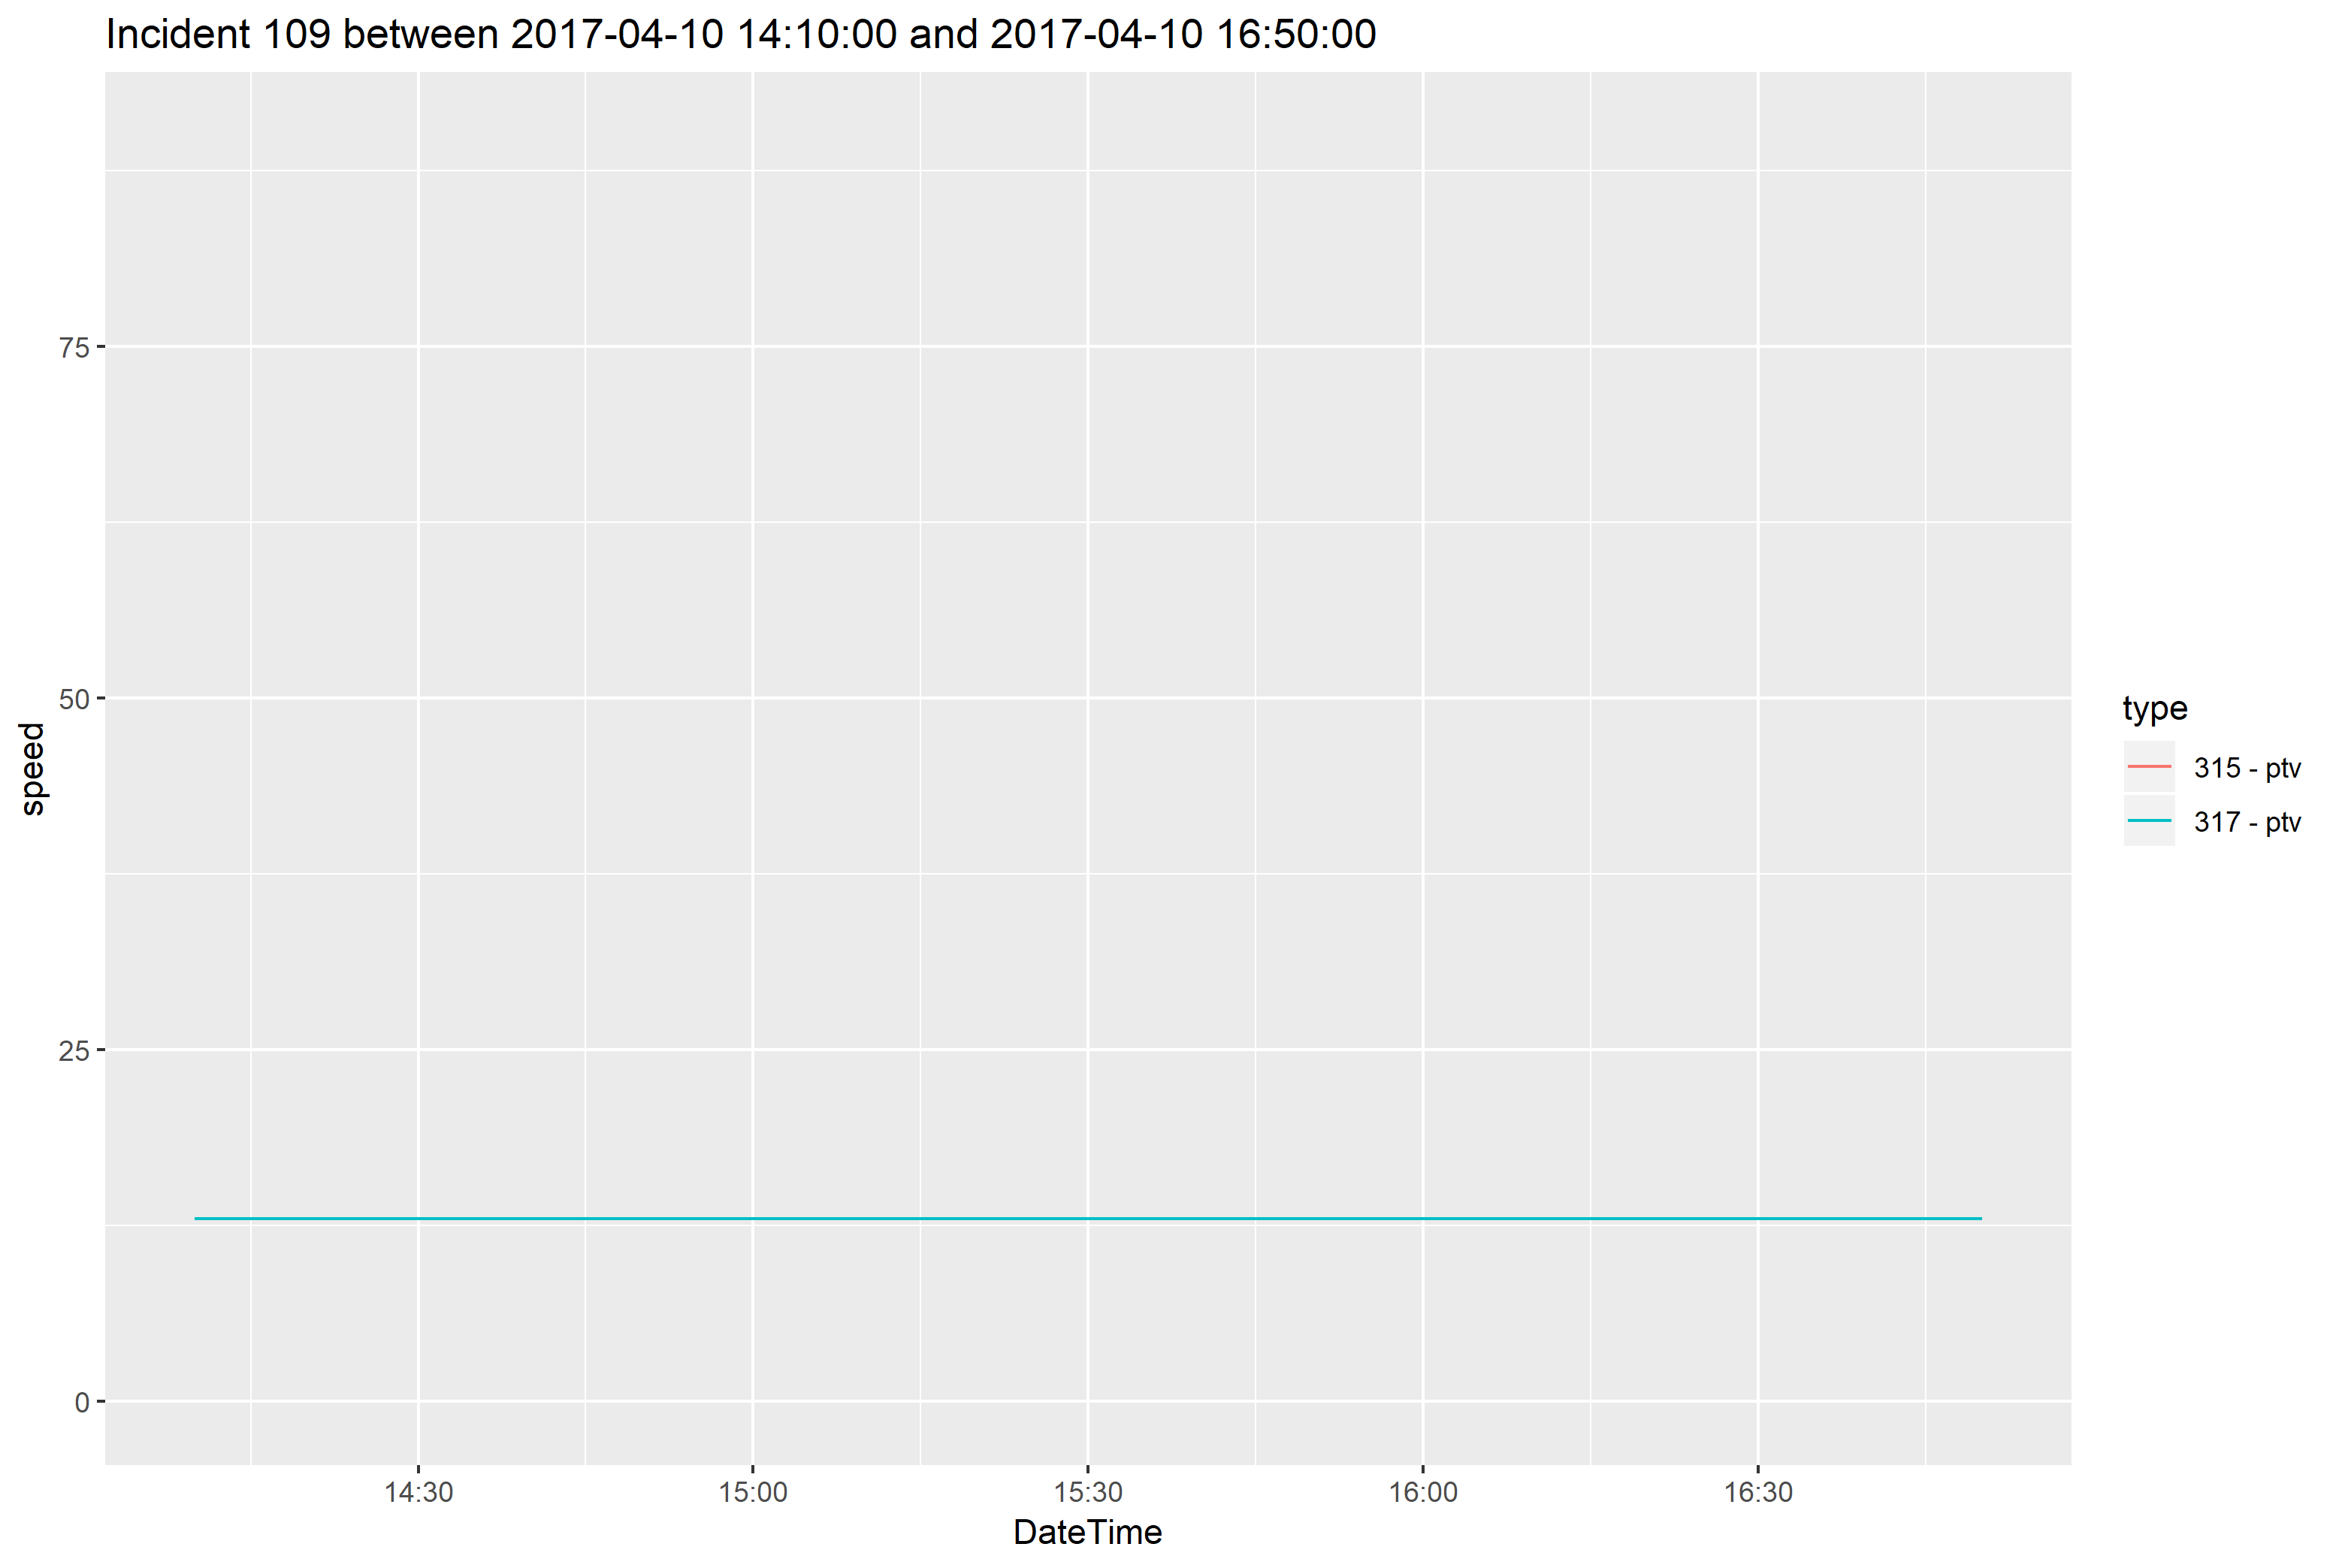 Incident 109 between 2017-04-10 14:10:00 and 2017-04-10 16:50:00
75
50
25
0
speed
14:30 15:00 15:30 16:00 16:30
DateTime
type
315 - ptv
317 - ptv